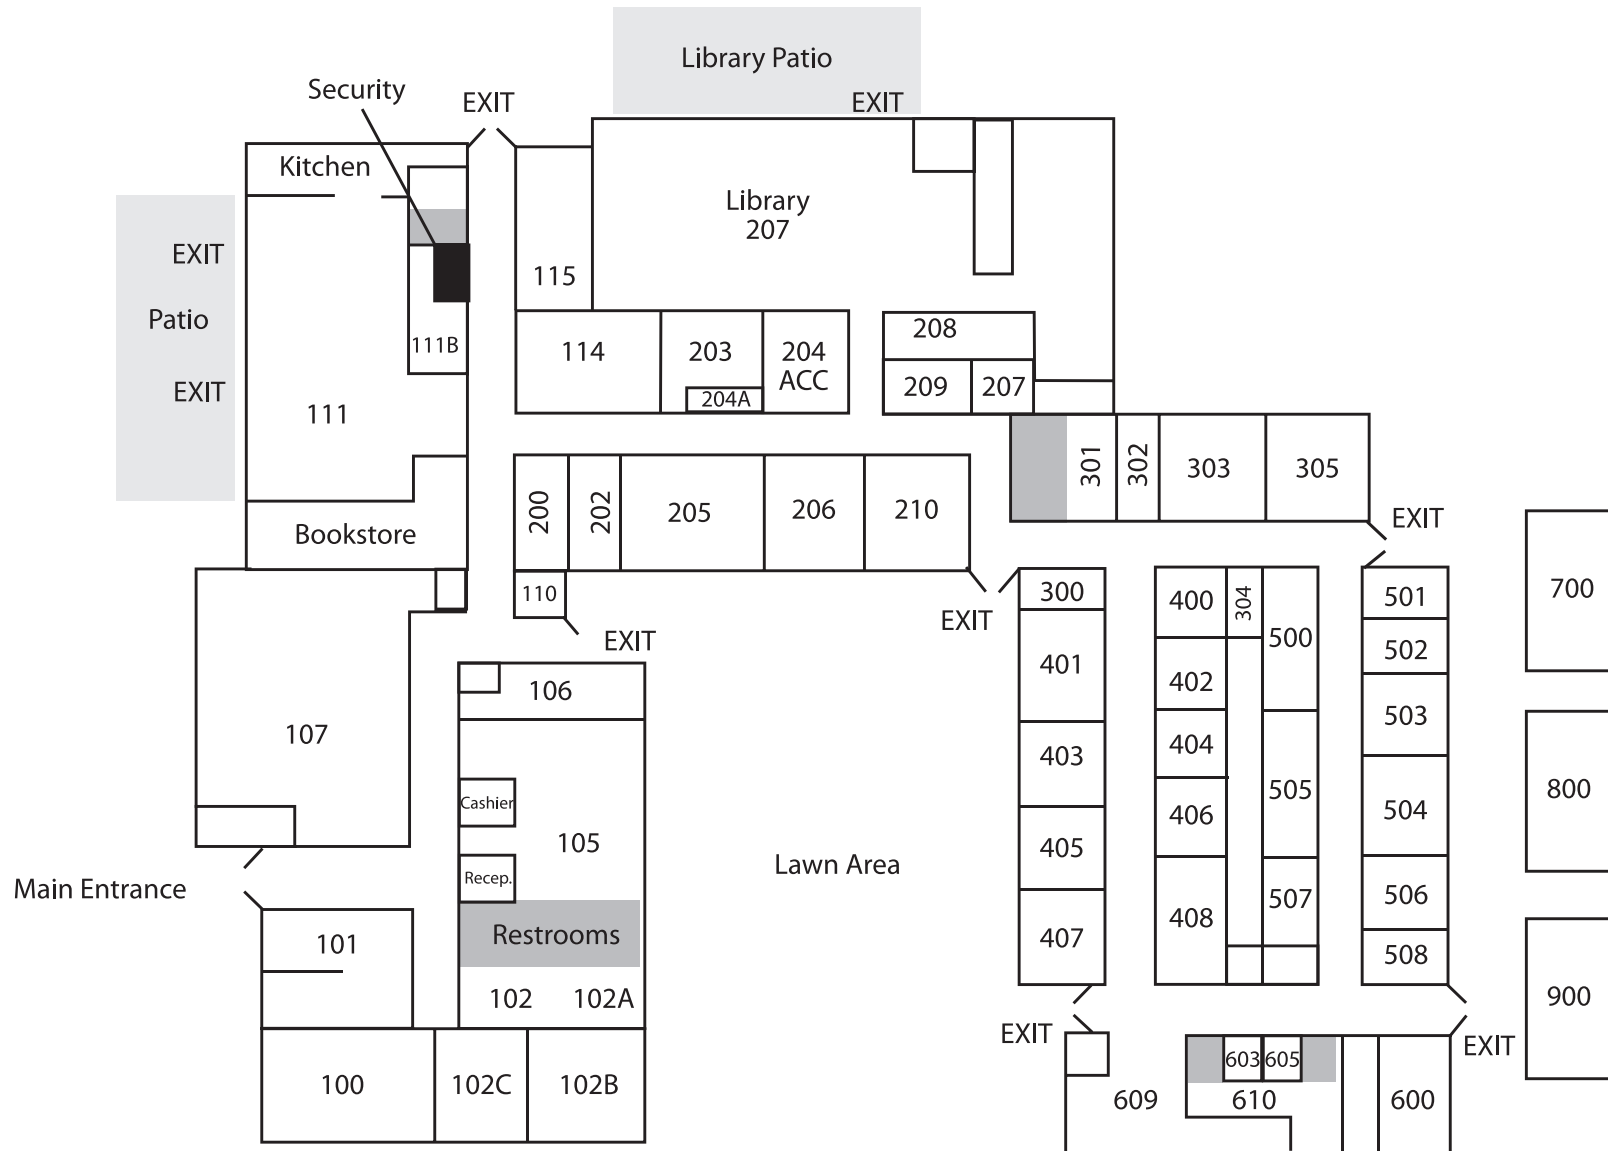 Library Patio
Security
EXIT
EXIT
Kitchen
Library
207
EXIT
115
Patio
208
111B
114
203
204
ACC
209
207
EXIT
204A
111
301
302
303
305
200
202
205
206
210
EXIT
Bookstore
700
110
300
400
304
501
EXIT
EXIT
500
502
401
402
106
503
107
403
404
800
Cashier
505
504
406
105
405
Lawn Area
Recep.
Main Entrance
507
506
408
Restrooms
407
101
508
102
102A
900
EXIT
EXIT
603
605
100
102C
102B
609
610
600